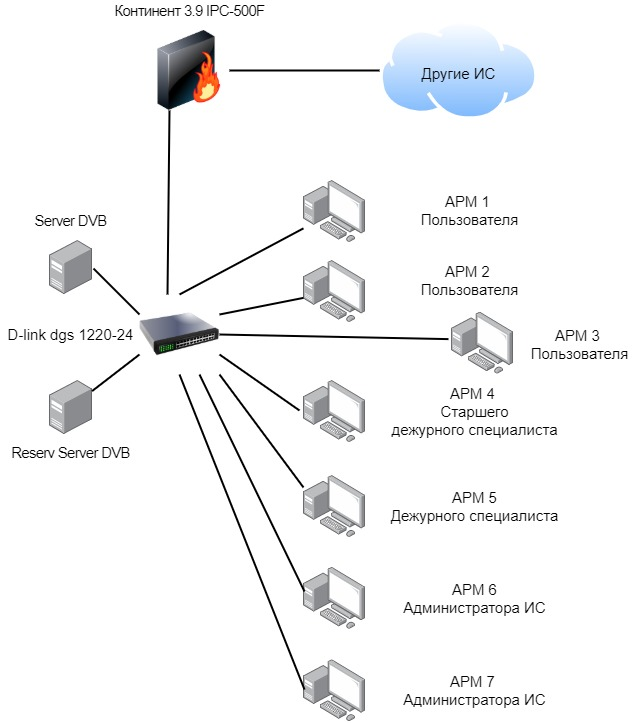 Континент 3.9 IPC-500F
Другие ИС
АРМ 1
Пользователя
Server DVB
АРМ 2
Пользователя
D-link dgs 1220-24
АРМ 3
Пользователя
АРМ 4
Старшего
дежурного специалиста
Reserv Server DVB
АРМ 5
Дежурного специалиста
АРМ 6
Администратора ИС
АРМ 7
Администратора ИС